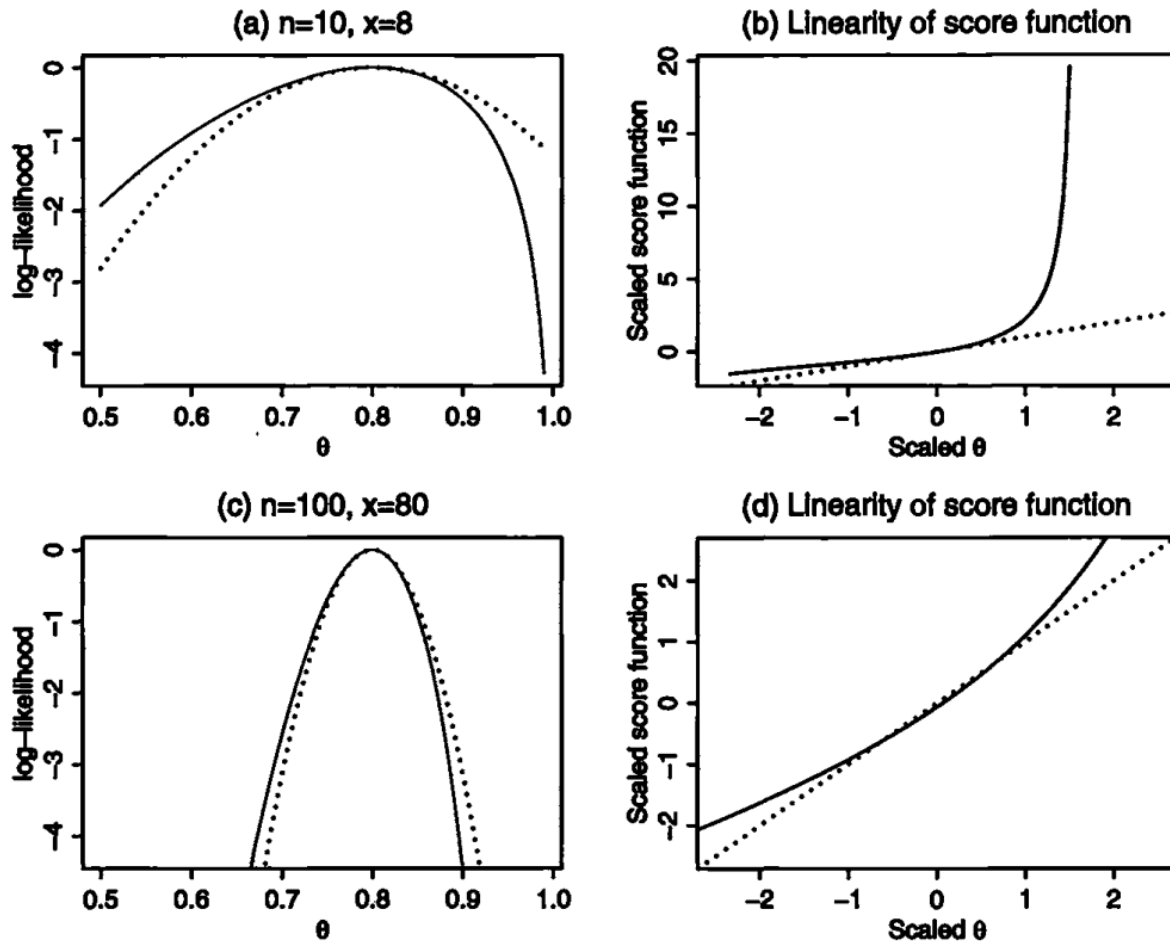 (a) n=10, x=8
log-likelihood
0
-1
-2
-3
-4
0.5 0.6 0.7 0.8 0.9 1.0
θ
(b) Linearity of score function
Scaled score function
20
15
10
5
0
-2 -1 0 1 2
Scaled θ
(c) n=100, x=80
log-likelihood
0
-1
-2
-3
-4
0.5 0.6 0.7 0.8 0.9 1.0
θ
(d) Linearity of score function
Scaled score function
2
1
0
-1
-2
-2 -1 0 1 2
Scaled θ